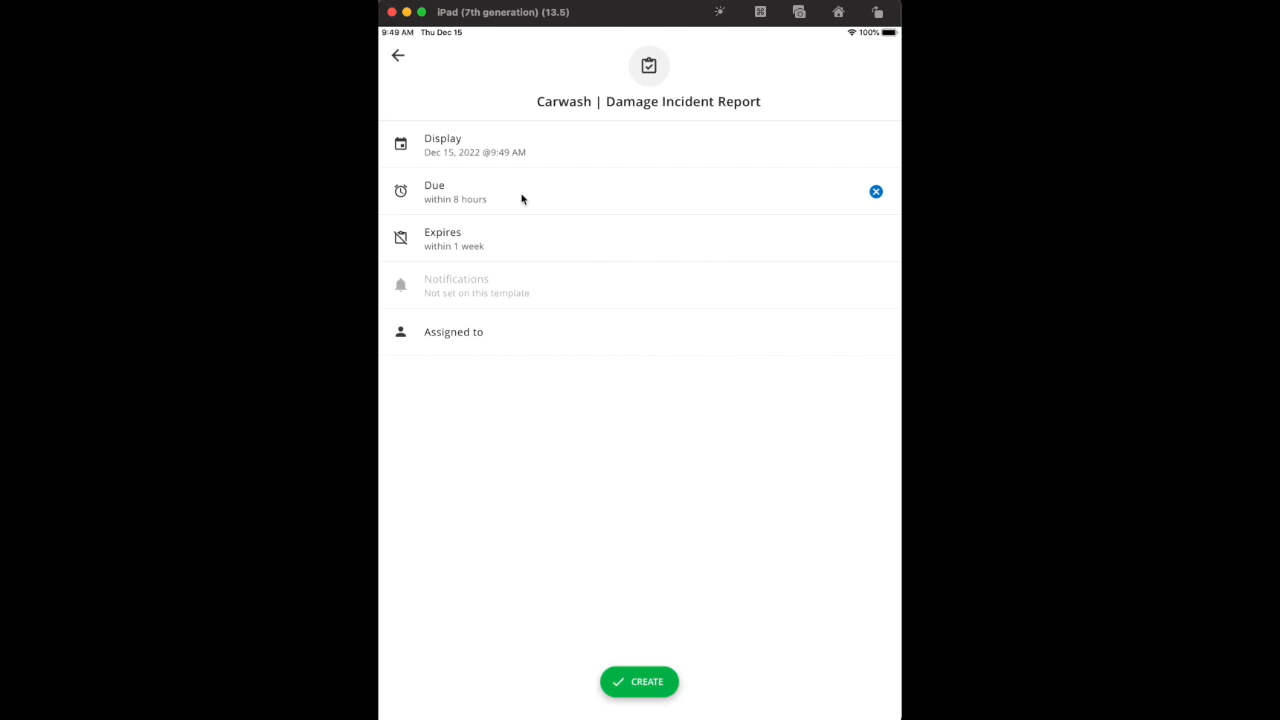 iPad (7th generation) (13.5)
9:49 AM Thu Dec 15
100%
Carwash | Damage Incident Report
Display
Dec 15, 2022 @9:49 AM
Due
within 8 hours
Expires
within 1 week
Notifications
Not set on this template
Assigned to
CREATE